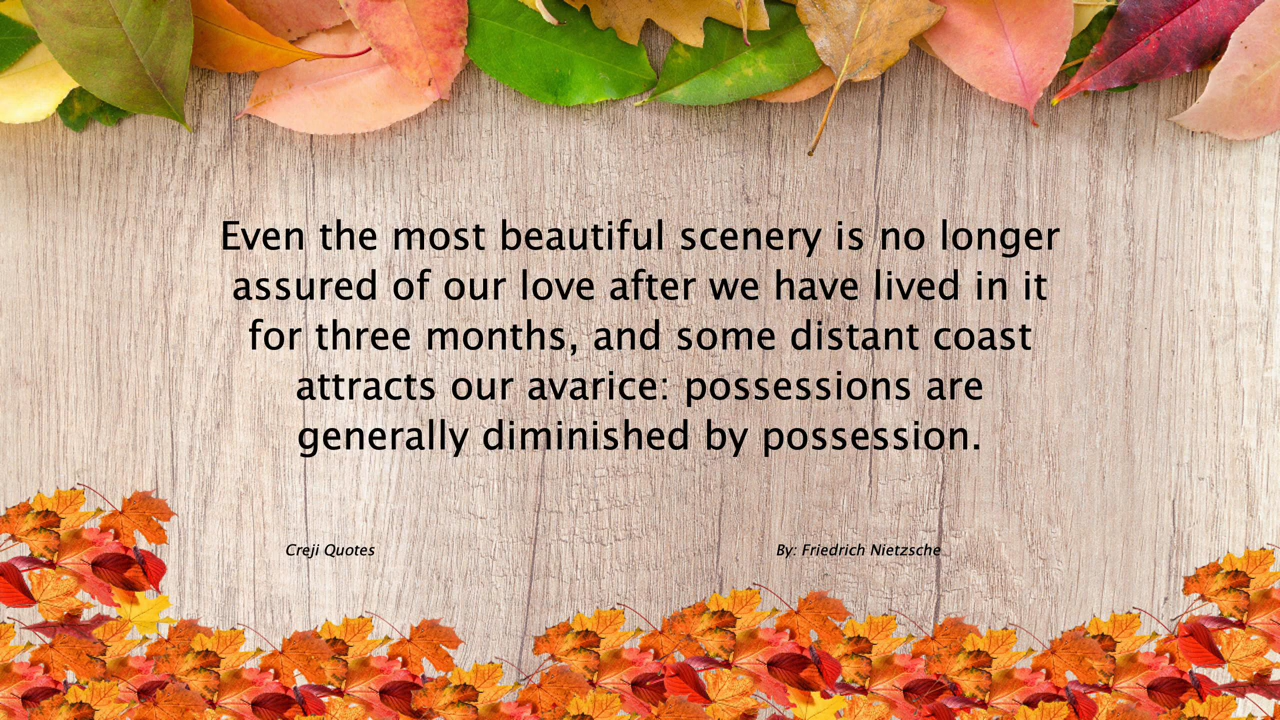 Even the most beautiful scenery is no longer
assured of our love after we have lived in it
for three months, and some distant coast
attracts our avarice: possessions are
generally diminished by possession.
Creji Quotes
By: Friedrich Nietzsche